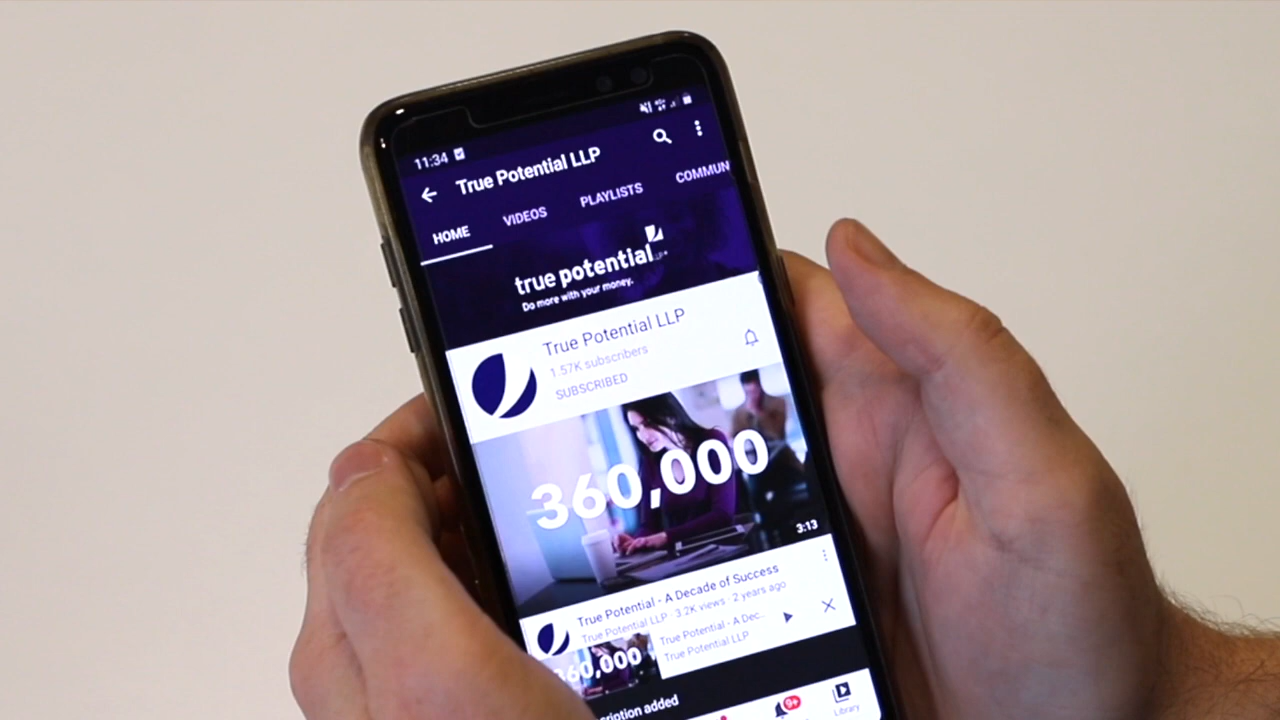 11:34
True Potential LLP
HOME VIDEOS PLAYLISTS COMMUN
true potential
Do more with your money.
True Potential LLP
1.57K subscribers
SUBSCRIBED
360,000
3:13
True Potential - A Decade of Success
True Potential LLP · 3.2K views · 2 years ago
True Potential - A Dec...
True Potential LLP
360,000
cription added
9+
Library